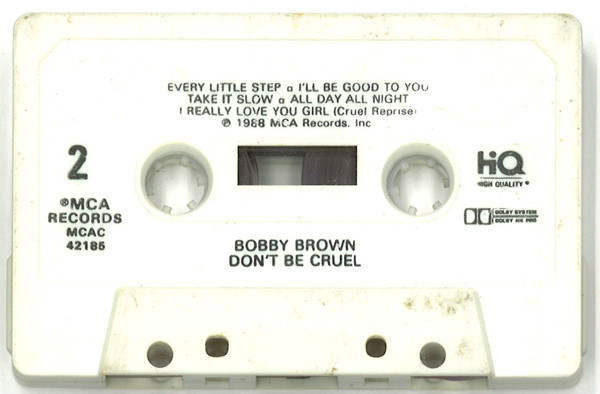 EVERY LITTLE STEP ▫ I'LL BE GOOD TO YOU
TAKE IT SLOW ▫ ALL DAY ALL NIGHT
I REALLY LOVE YOU GIRL (Cruel Reprise)
℗ 1988 MCA Records, Inc
2
HQ
HIGH QUALITY
®MCA
RECORDS
MCAC
42185
DOLBY SYSTEM
DOLBY HX PRO
BOBBY BROWN
DON'T BE CRUEL